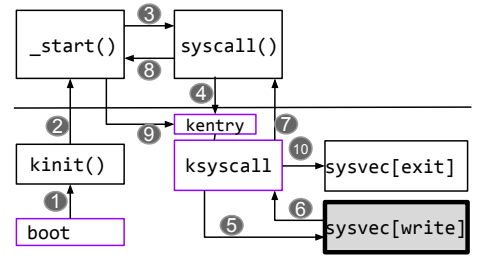 3
_start()
syscall()
8
4
2
9
kentry
7
kinit()
ksyscall
10
sysvec[exit]
1
6
boot
5
sysvec[write]